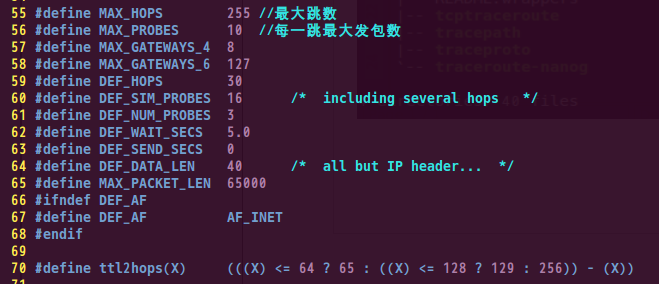 55 #define MAX_HOPS 255 //最大跳数
56 #define MAX_PROBES 10 //每一跳最大发包数
57 #define MAX_GATEWAYS_4 8
58 #define MAX_GATEWAYS_6 127
59 #define DEF_HOPS 30
60 #define DEF_SIM_PROBES 16 /* including several hops */
61 #define DEF_NUM_PROBES 3
62 #define DEF_WAIT_SECS 5.0
63 #define DEF_SEND_SECS 0
64 #define DEF_DATA_LEN 40 /* all but IP header... */
65 #define MAX_PACKET_LEN 65000
66 #ifndef DEF_AF
67 #define DEF_AF AF_INET
68 #endif
69
70 #define ttl2hops(X) (((X) <= 64 ? 65 : ((X) <= 128 ? 129 : 256)) - (X))
-- tcptraceroute
-- tracepath
-- traceproto
-- traceroute-nanog